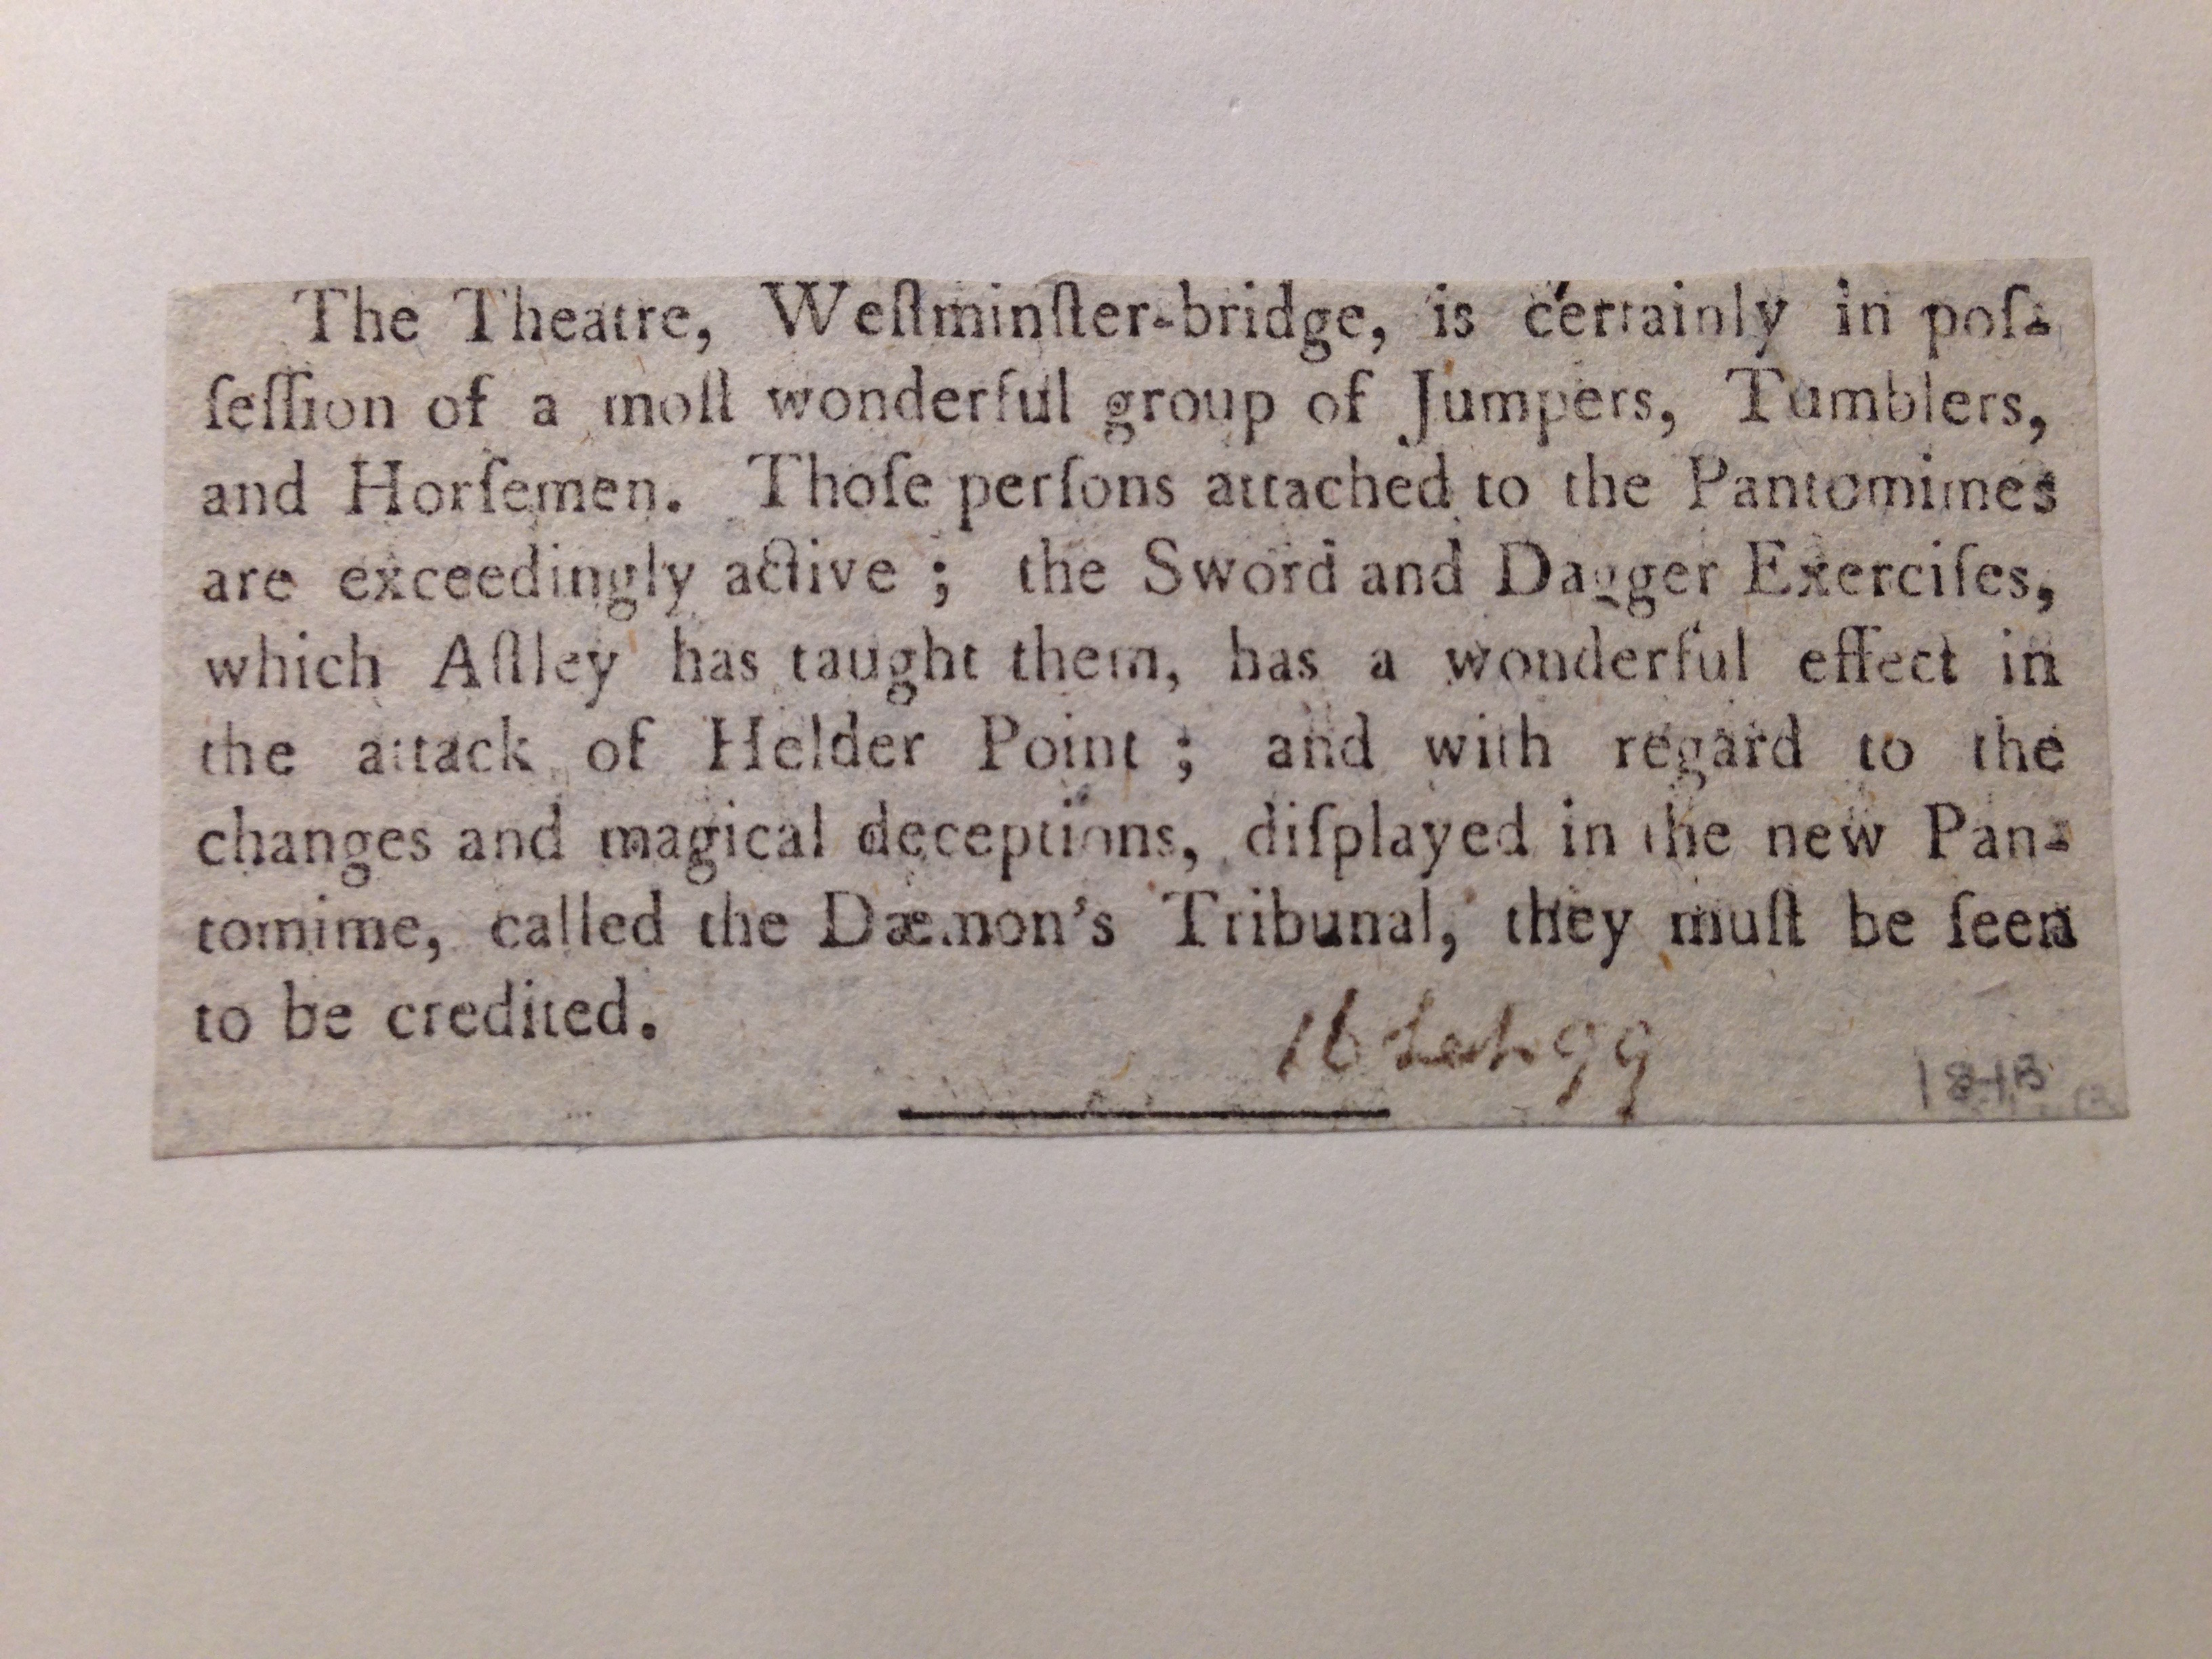 The Theatre, Weſtminſter-bridge, is certainly in poſ-
ſeſſion of a moſt wonderful group of Jumpers, Tumblers,
and Horſemen. Thoſe perſons attached to the Pantomimes
are exceedingly active ; the Sword and Dagger Exerciſes,
which Aſtley has taught them, has a wonderful effect in
the attack of Helder Point ; and with regard to the
changes and magical deceptions, diſplayed in the new Pan-
tomime, called the Dæmon's Tribunal, they muſt be ſeen
to be credited.
16 Sept 99